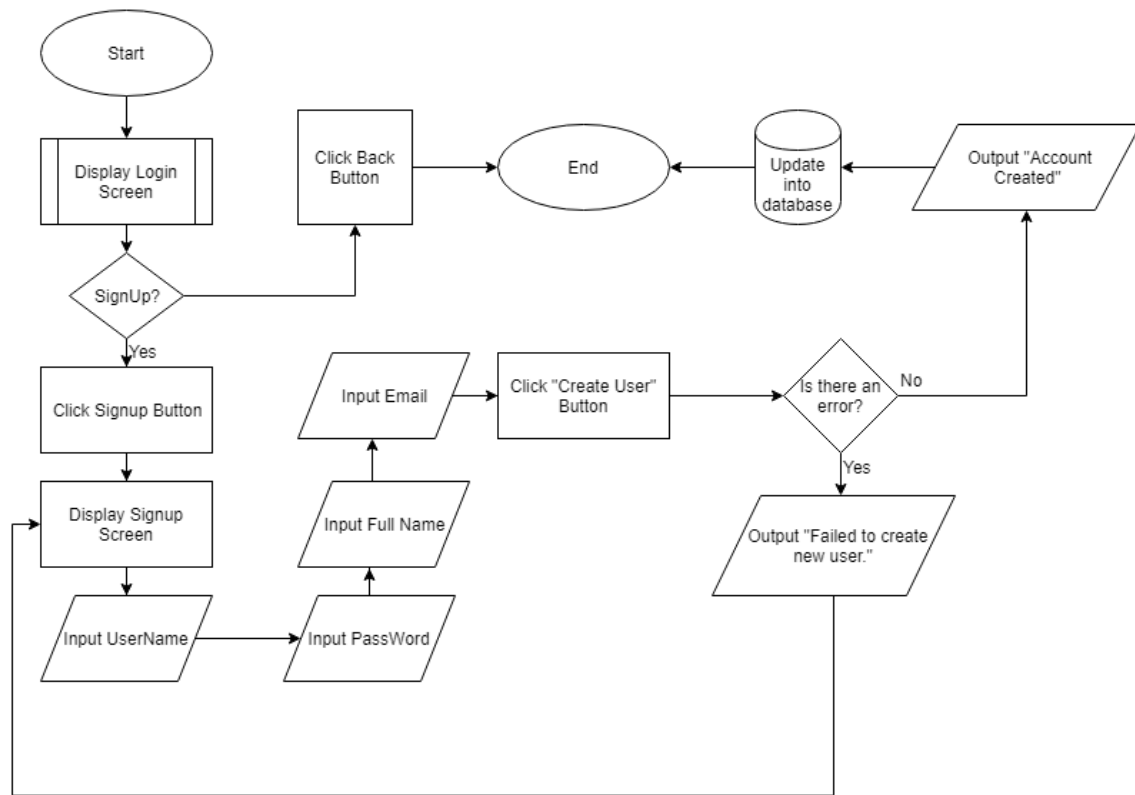 Start
Display Login
Screen
SignUp?
Yes
Click Signup Button
Display Signup
Screen
Input UserName
Input PassWord
Input Full Name
Input Email
Click "Create User"
Button
Is there an
error?
No
Yes
Output "Failed to create
new user."
Output "Account
Created"
Update
into
database
End
Click Back
Button